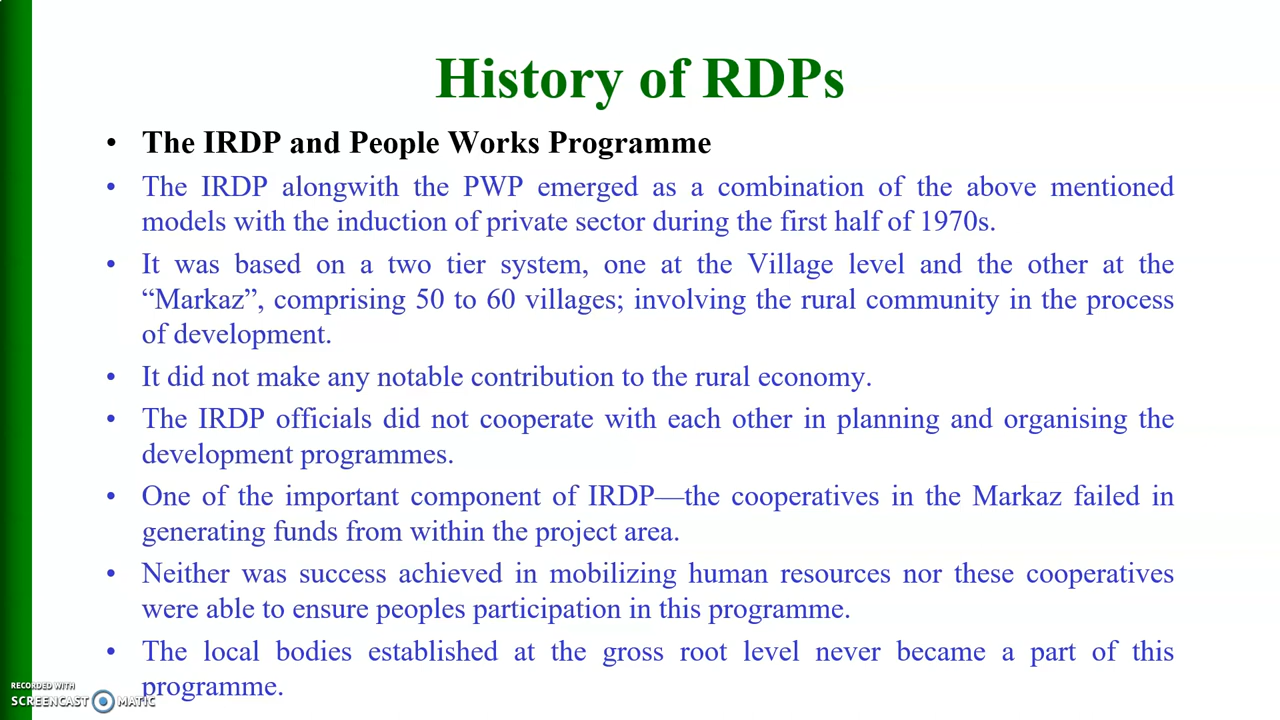 History of RDPs
• The IRDP and People Works Programme
• The IRDP alongwith the PWP emerged as a combination of the above mentioned
models with the induction of private sector during the first half of 1970s.
• It was based on a two tier system, one at the Village level and the other at the
“Markaz”, comprising 50 to 60 villages; involving the rural community in the process
of development.
• It did not make any notable contribution to the rural economy.
• The IRDP officials did not cooperate with each other in planning and organising the
development programmes.
• One of the important component of IRDP—the cooperatives in the Markaz failed in
generating funds from within the project area.
• Neither was success achieved in mobilizing human resources nor these cooperatives
were able to ensure peoples participation in this programme.
• The local bodies established at the gross root level never became a part of this
programme.
RECORDED WITH
SCREENCAST MATIC